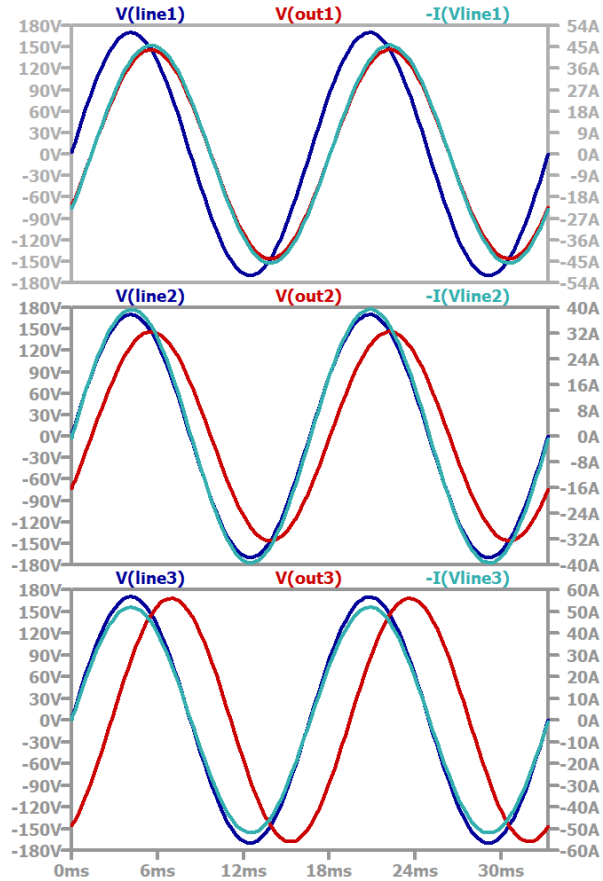 V(line1) V(out1) -I(Vline1)
180V 54A
150V 45A
120V 36A
90V 27A
60V 18A
30V 9A
0V 0A
-30V -9A
-60V -18A
-90V -27A
-120V -36A
-150V -45A
-180V -54A
V(line2) V(out2) -I(Vline2)
180V 40A
150V 32A
120V 24A
90V 16A
60V 8A
30V 0A
0V -8A
-30V -16A
-60V -24A
-90V -32A
-120V -40A
-150V
-180V
V(line3) V(out3) -I(Vline3)
180V 60A
150V 50A
120V 40A
90V 30A
60V 20A
30V 10A
0V 0A
-30V -10A
-60V -20A
-90V -30A
-120V -40A
-150V -50A
-180V -60A
0ms 6ms 12ms 18ms 24ms 30ms